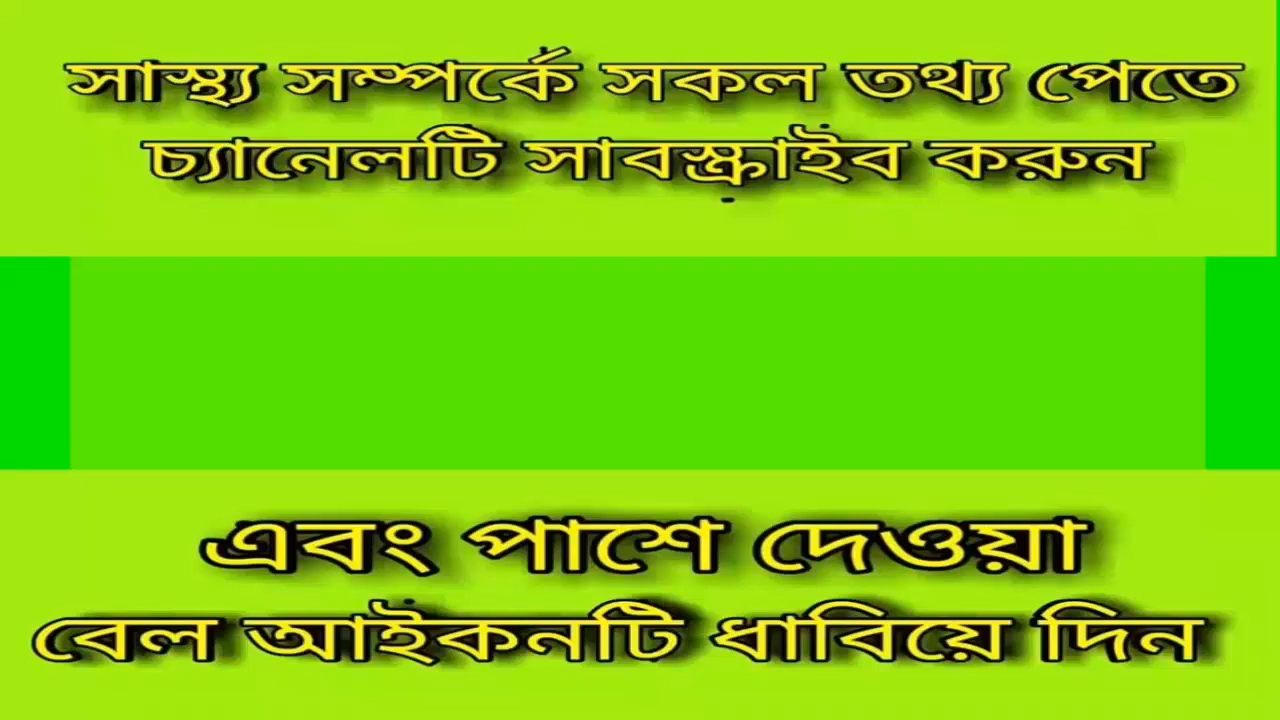 সাস্থ্য সম্পর্কে সকল তথ্য পেতে
চ্যানেলটি সাবস্ক্রাইব করুন
এবং পাশে দেওয়া
বেল আইকনটি ধাবিয়ে দিন